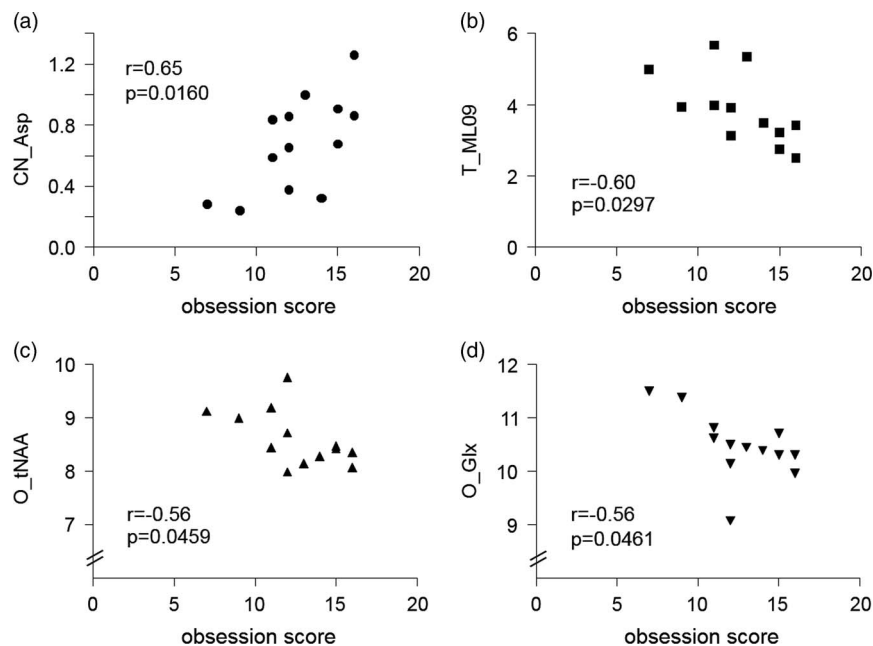 (a)
CN_Asp
1.2
0.8
0.4
0.0
r=0.65
p=0.0160
0 5 10 15 20
obsession score
(b)
T_ML09
6
4
2
0
r=-0.60
p=0.0297
0 5 10 15 20
obsession score
(c)
O_tNAA
10
9
8
7
r=-0.56
p=0.0459
0 5 10 15 20
obsession score
(d)
O_Glx
12
11
10
9
r=-0.56
p=0.0461
0 5 10 15 20
obsession score